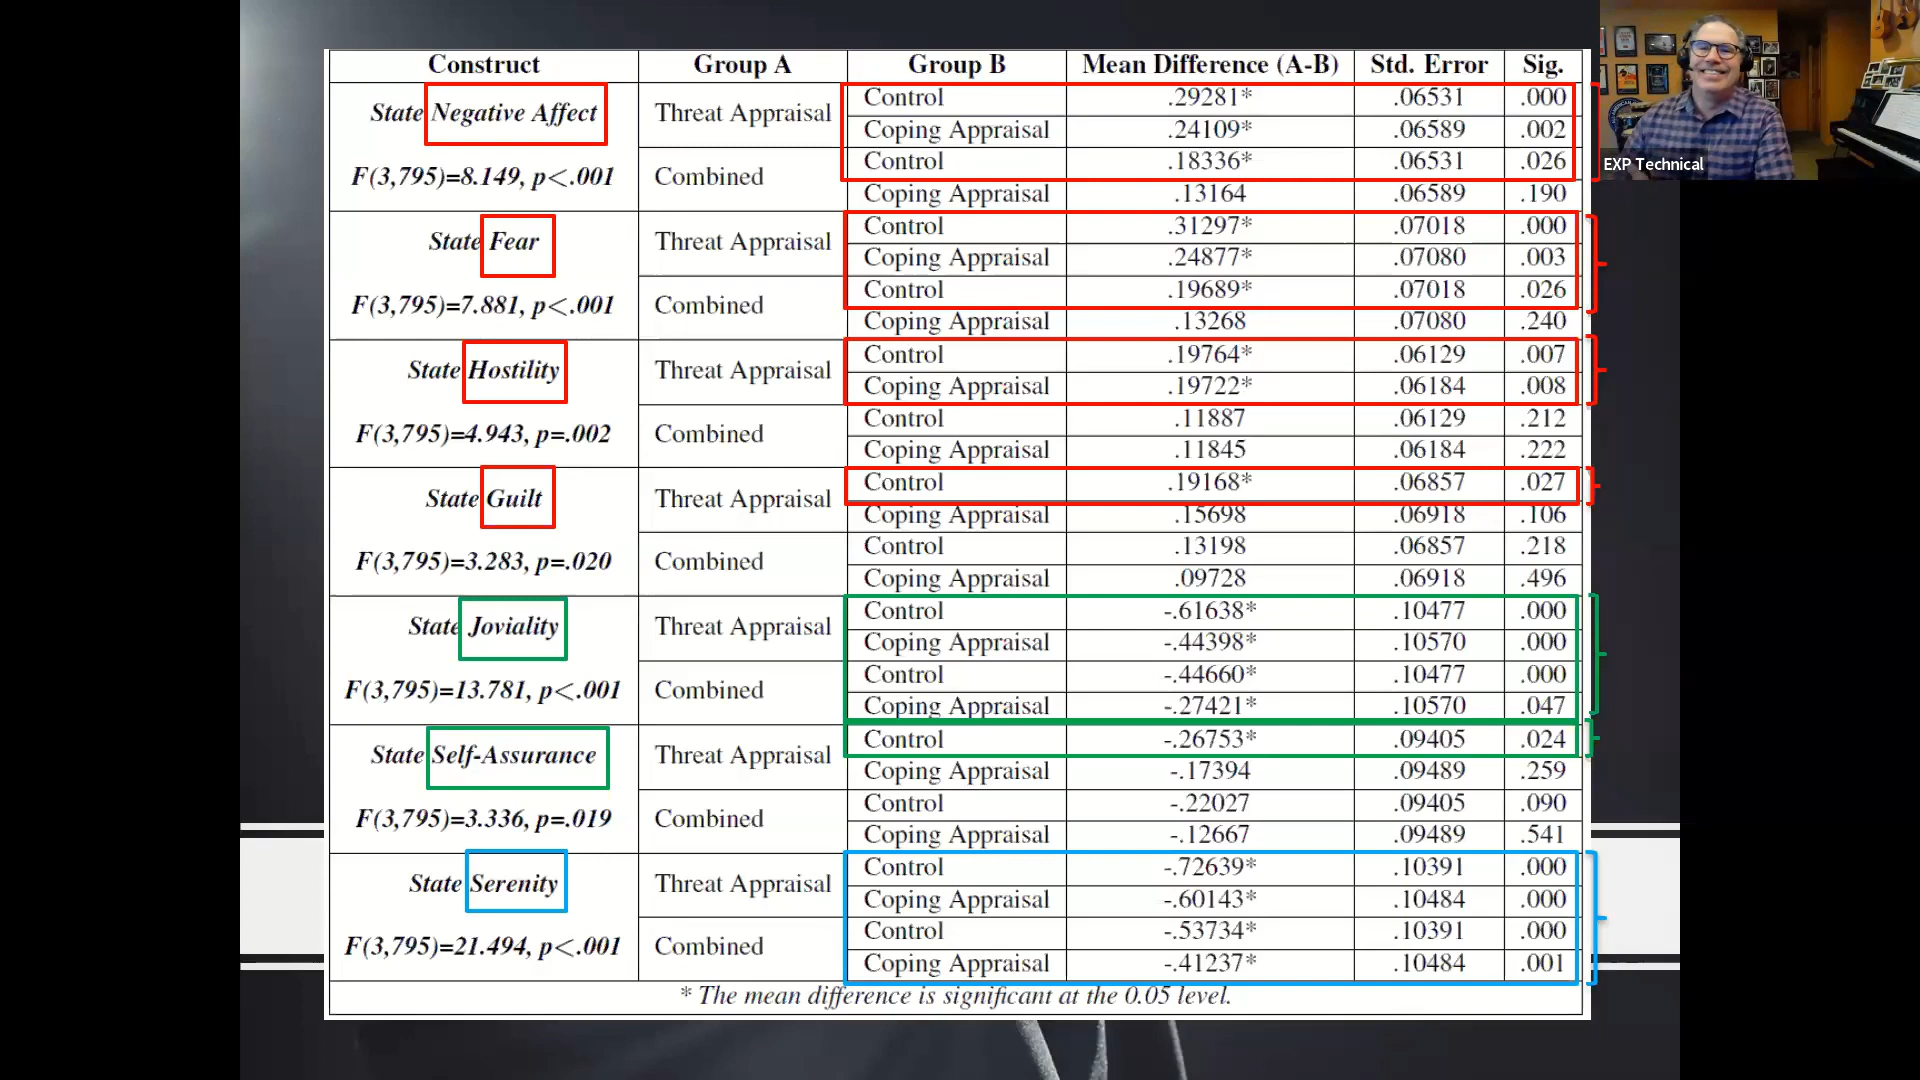 Construct Group A Group B Mean Difference (A-B) Std. Error Sig.
State Negative Affect
F(3,795)=8.149, p<.001
Threat Appraisal Control .29281* .06531 .000
Coping Appraisal .24109* .06589 .002
Combined Control .18336* .06531 .026
Coping Appraisal .13164 .06589 .190
State Fear
F(3,795)=7.881, p<.001
Threat Appraisal Control .31297* .07018 .000
Coping Appraisal .24877* .07080 .003
Combined Control .19689* .07018 .026
Coping Appraisal .13268 .07080 .240
State Hostility
F(3,795)=4.943, p=.002
Threat Appraisal Control .19764* .06129 .007
Coping Appraisal .19722* .06184 .008
Combined Control .11887 .06129 .212
Coping Appraisal .11845 .06184 .222
State Guilt
F(3,795)=3.283, p=.020
Threat Appraisal Control .19168* .06857 .027
Coping Appraisal .15698 .06918 .106
Combined Control .13198 .06857 .218
Coping Appraisal .09728 .06918 .496
State Joviality
F(3,795)=13.781, p<.001
Threat Appraisal Control -.61638* .10477 .000
Coping Appraisal -.44398* .10570 .000
Combined Control -.44660* .10477 .000
Coping Appraisal -.27421* .10570 .047
State Self-Assurance
F(3,795)=3.336, p=.019
Threat Appraisal Control -.26753* .09405 .024
Coping Appraisal -.17394 .09489 .259
Combined Control -.22027 .09405 .090
Coping Appraisal -.12667 .09489 .541
State Serenity
F(3,795)=21.494, p<.001
Threat Appraisal Control -.72639* .10391 .000
Coping Appraisal -.60143* .10484 .000
Combined Control -.53734* .10391 .000
Coping Appraisal -.41237* .10484 .001
* The mean difference is significant at the 0.05 level.
EXP Technical